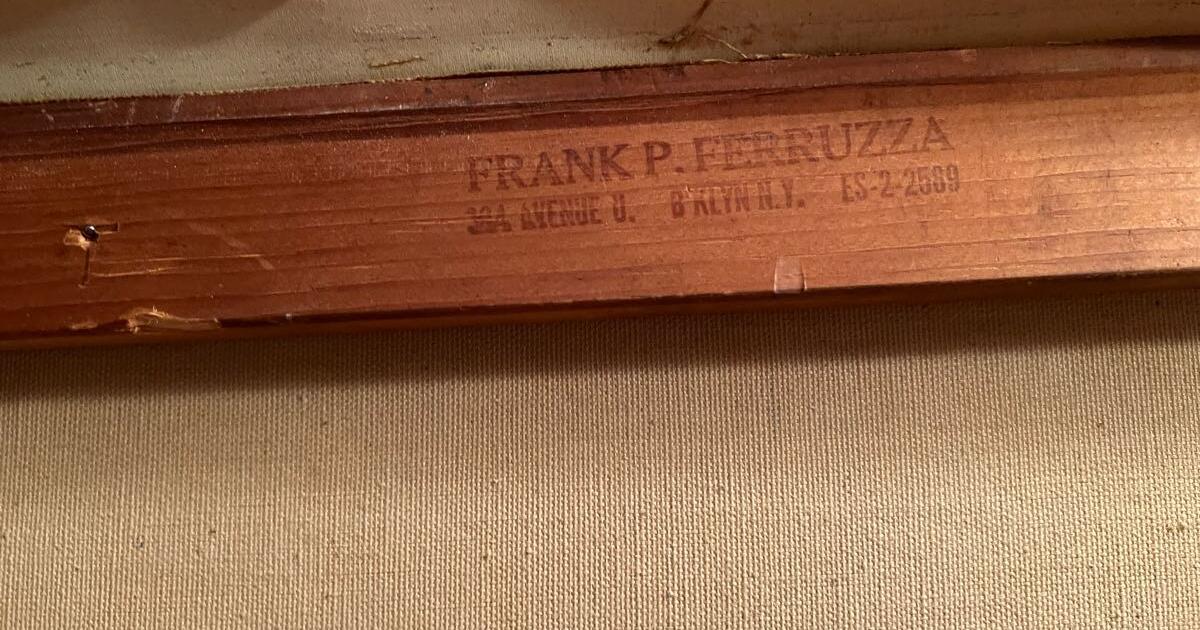 FRANK P. FERRUZZA
AVENUE U. B'KLYN N.Y. ES-2-2589